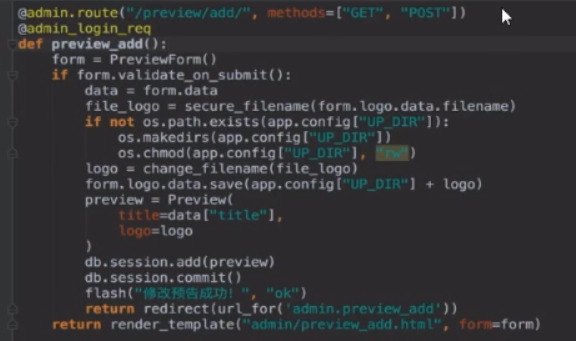 @admin.route("/preview/add/", methods=["GET", "POST"])
@admin_login_req
def preview_add():
    form = PreviewForm()
    if form.validate_on_submit():
        data = form.data
        file_logo = secure_filename(form.logo.data.filename)
        if not os.path.exists(app.config["UP_DIR"]):
            os.makedirs(app.config["UP_DIR"])
            os.chmod(app.config["UP_DIR"], "rw")
        logo = change_filename(file_logo)
        form.logo.data.save(app.config["UP_DIR"] + logo)
        preview = Preview(
            title=data["title"],
            logo=logo
        )
        db.session.add(preview)
        db.session.commit()
        flash("修改预告成功！", "ok")
        return redirect(url_for('admin.preview_add'))
    return render_template("admin/preview_add.html", form=form)